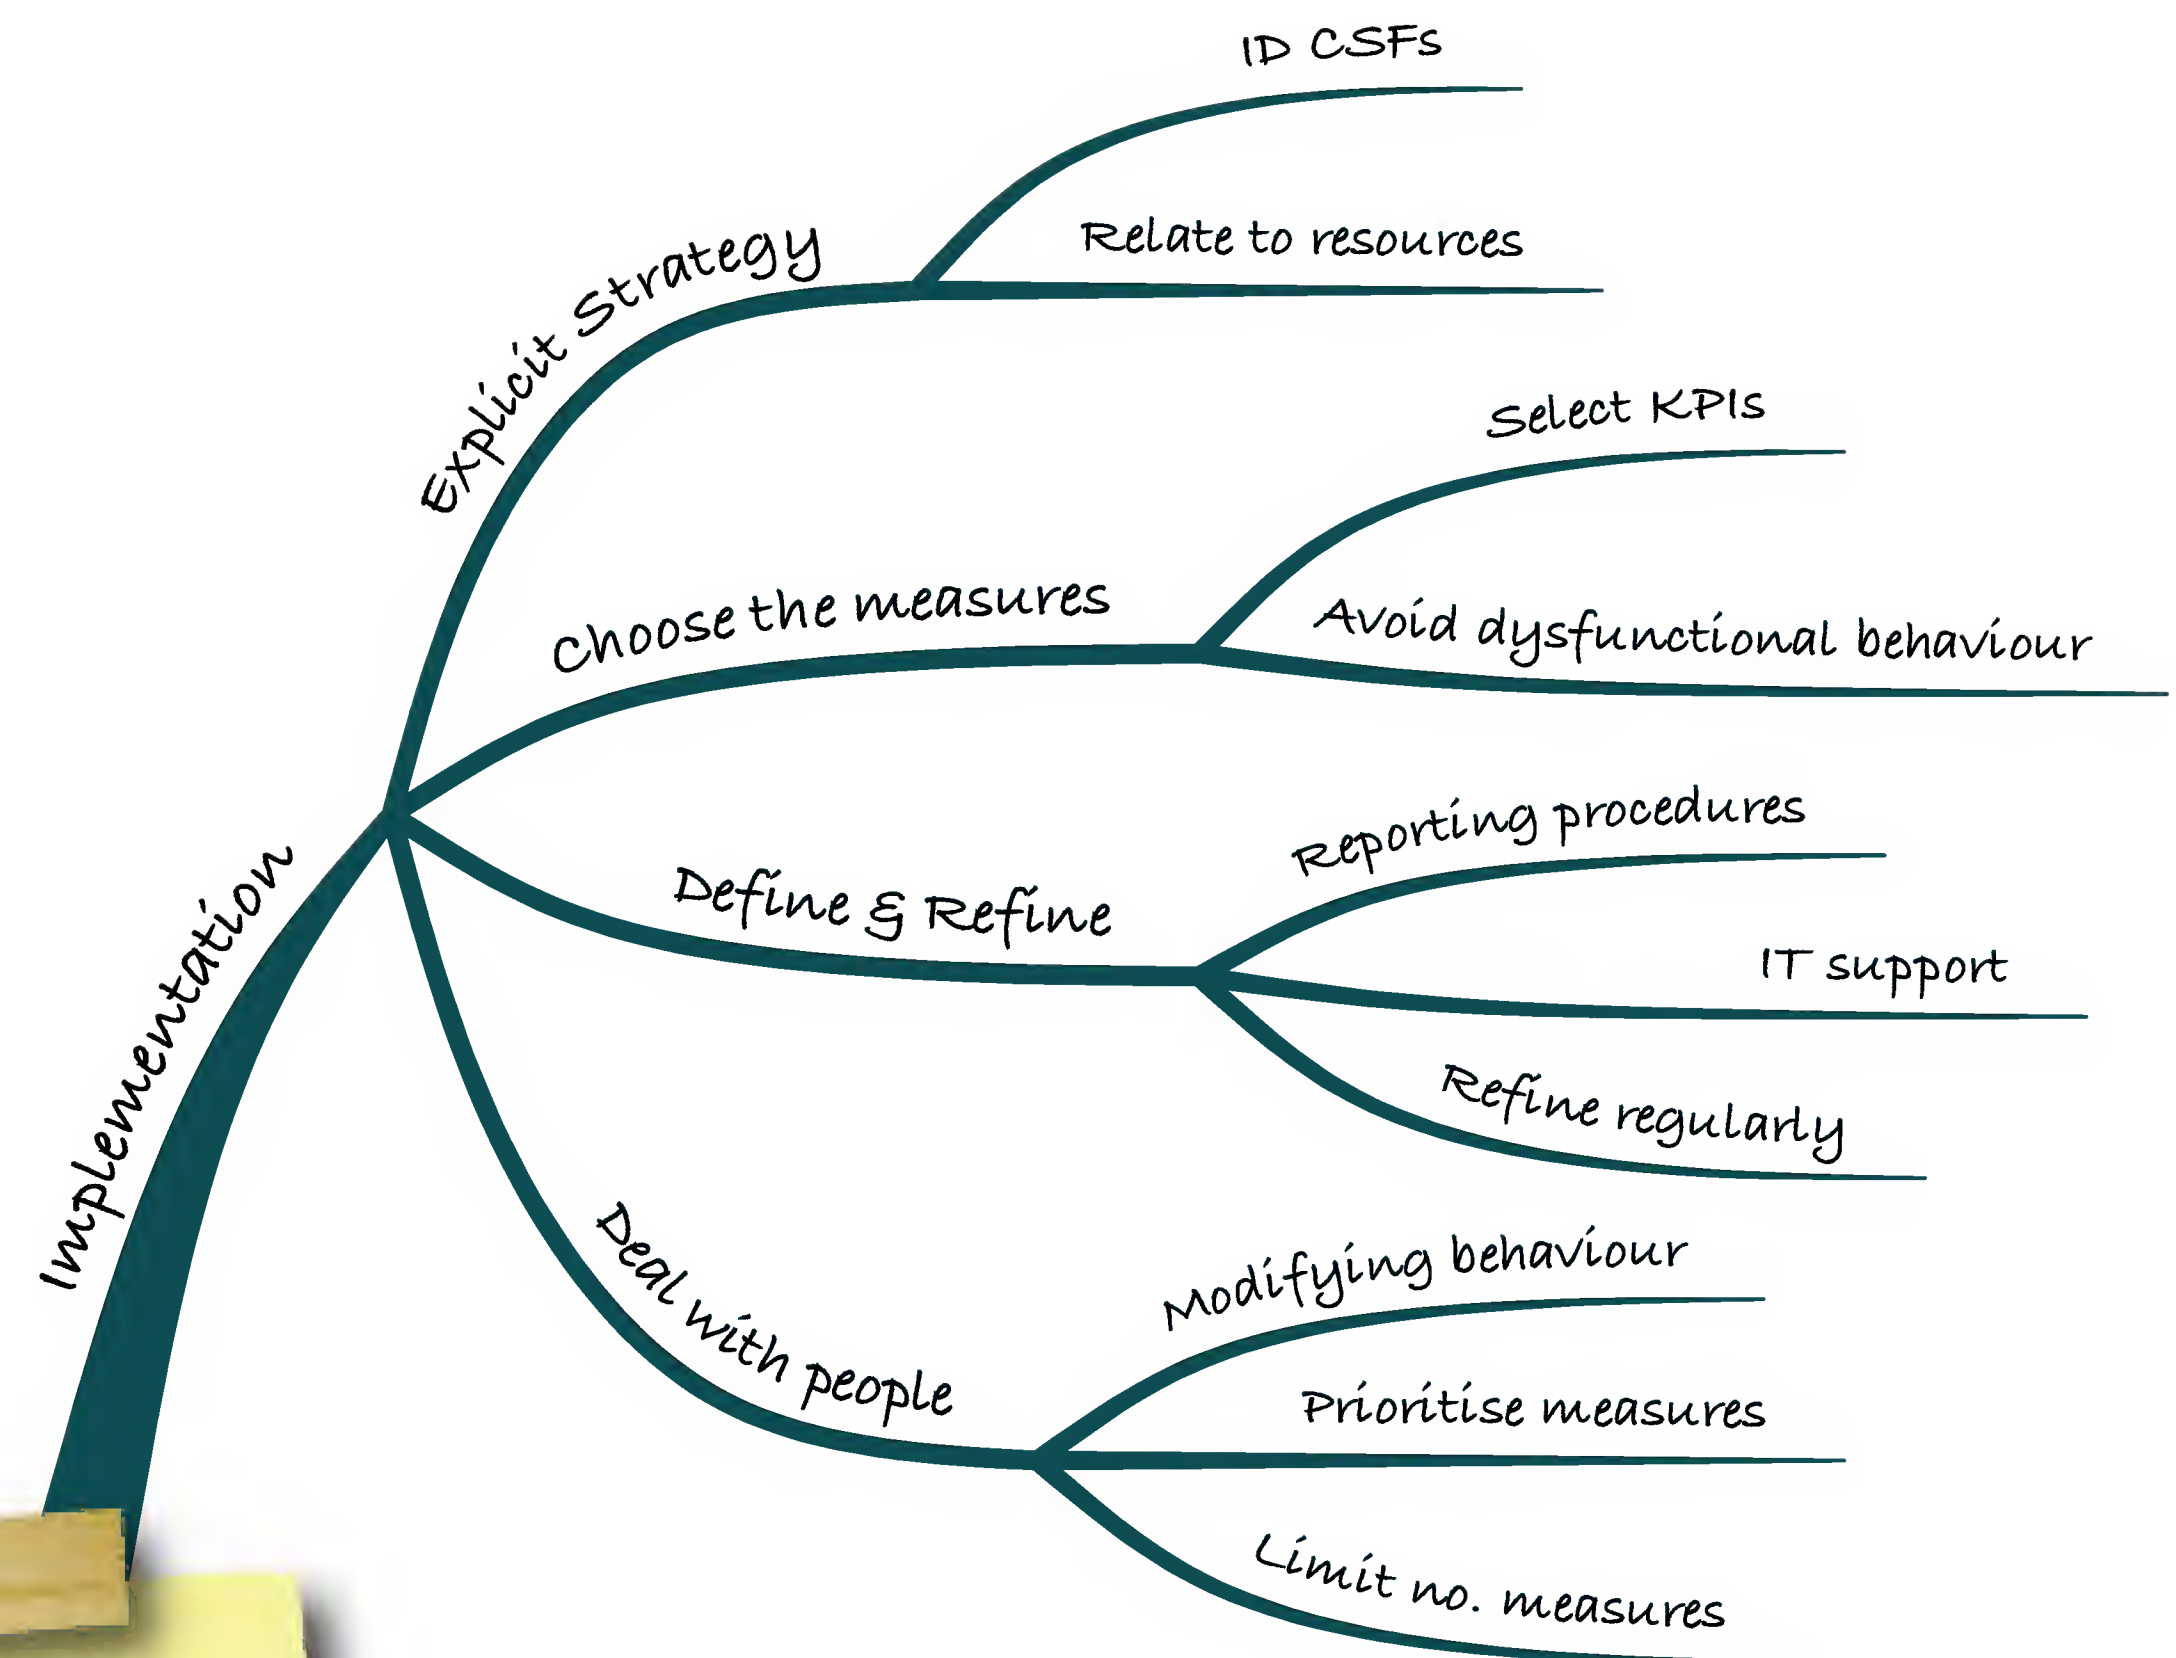 Implementation
Explicit Strategy
ID CSFs
Relate to resources
Choose the measures
Select KPIs
Avoid dysfunctional behaviour
Define & Refine
Reporting procedures
IT support
Refine regularly
Deal with people
Modifying behaviour
Prioritise measures
Limit no. measures